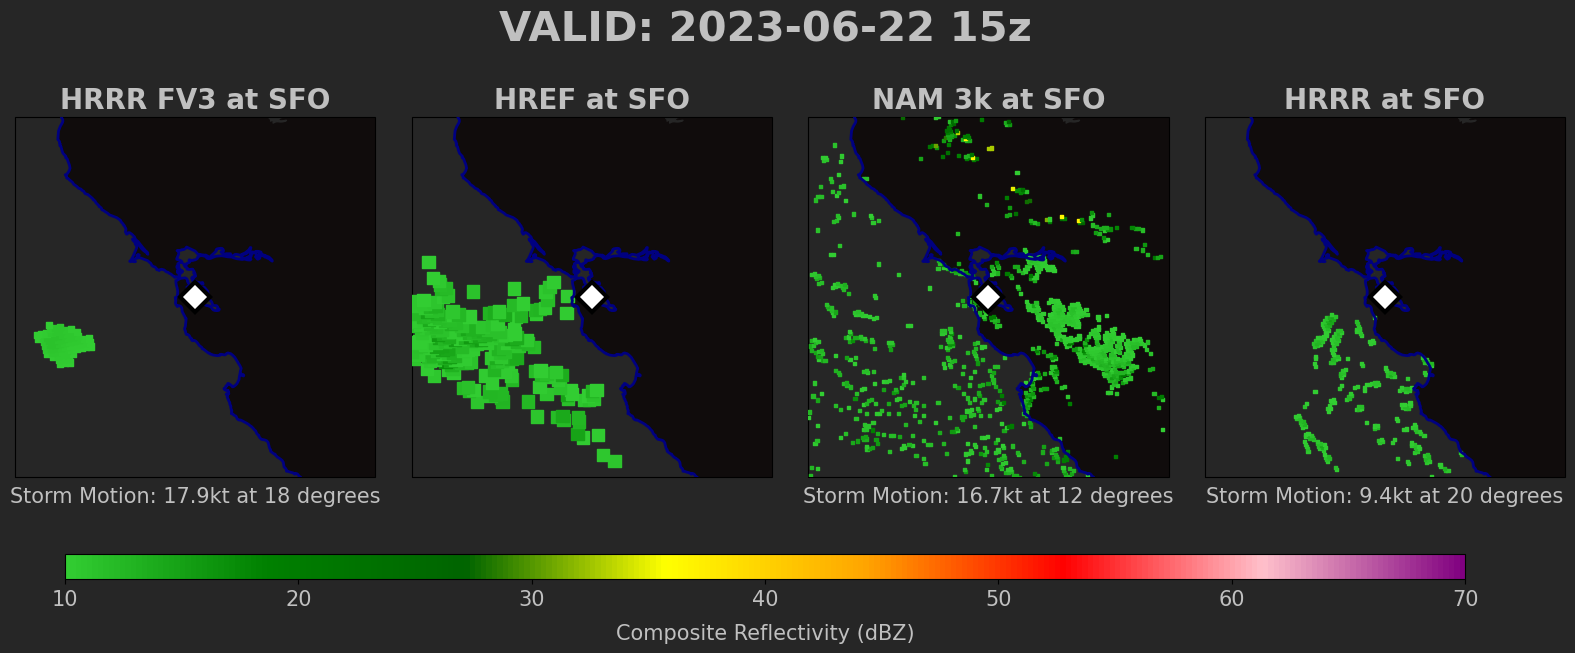 VALID: 2023-06-22 15z
HRRR FV3 at SFO
HREF at SFO
NAM 3k at SFO
HRRR at SFO
Storm Motion: 17.9kt at 18 degrees
Storm Motion: 16.7kt at 12 degrees
Storm Motion: 9.4kt at 20 degrees
10 20 30 40 50 60 70
Composite Reflectivity (dBZ)